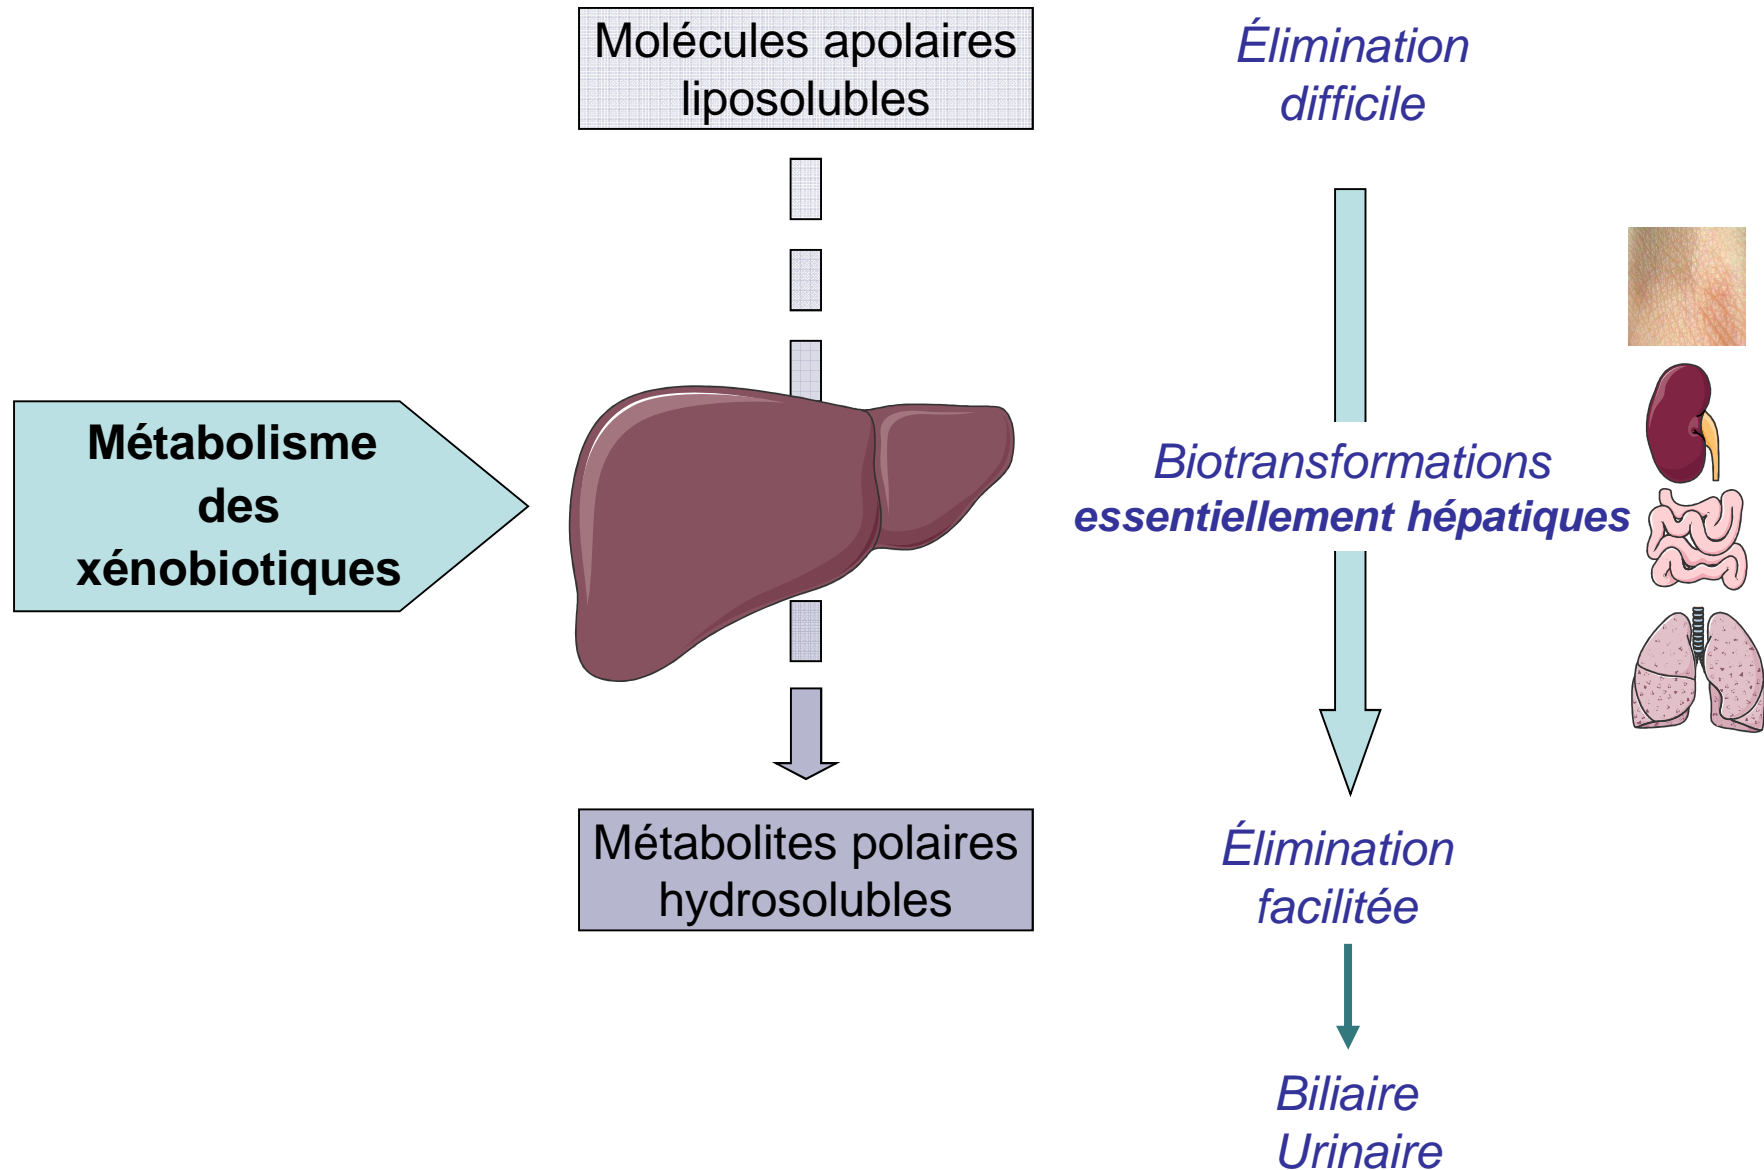 Molécules apolaires
liposolubles
Élimination
difficile
Métabolisme
des
xénobiotiques
Biotransformations
essentiellement hépatiques
Métabolites polaires
hydrosolubles
Élimination
facilitée
Biliaire
Urinaire